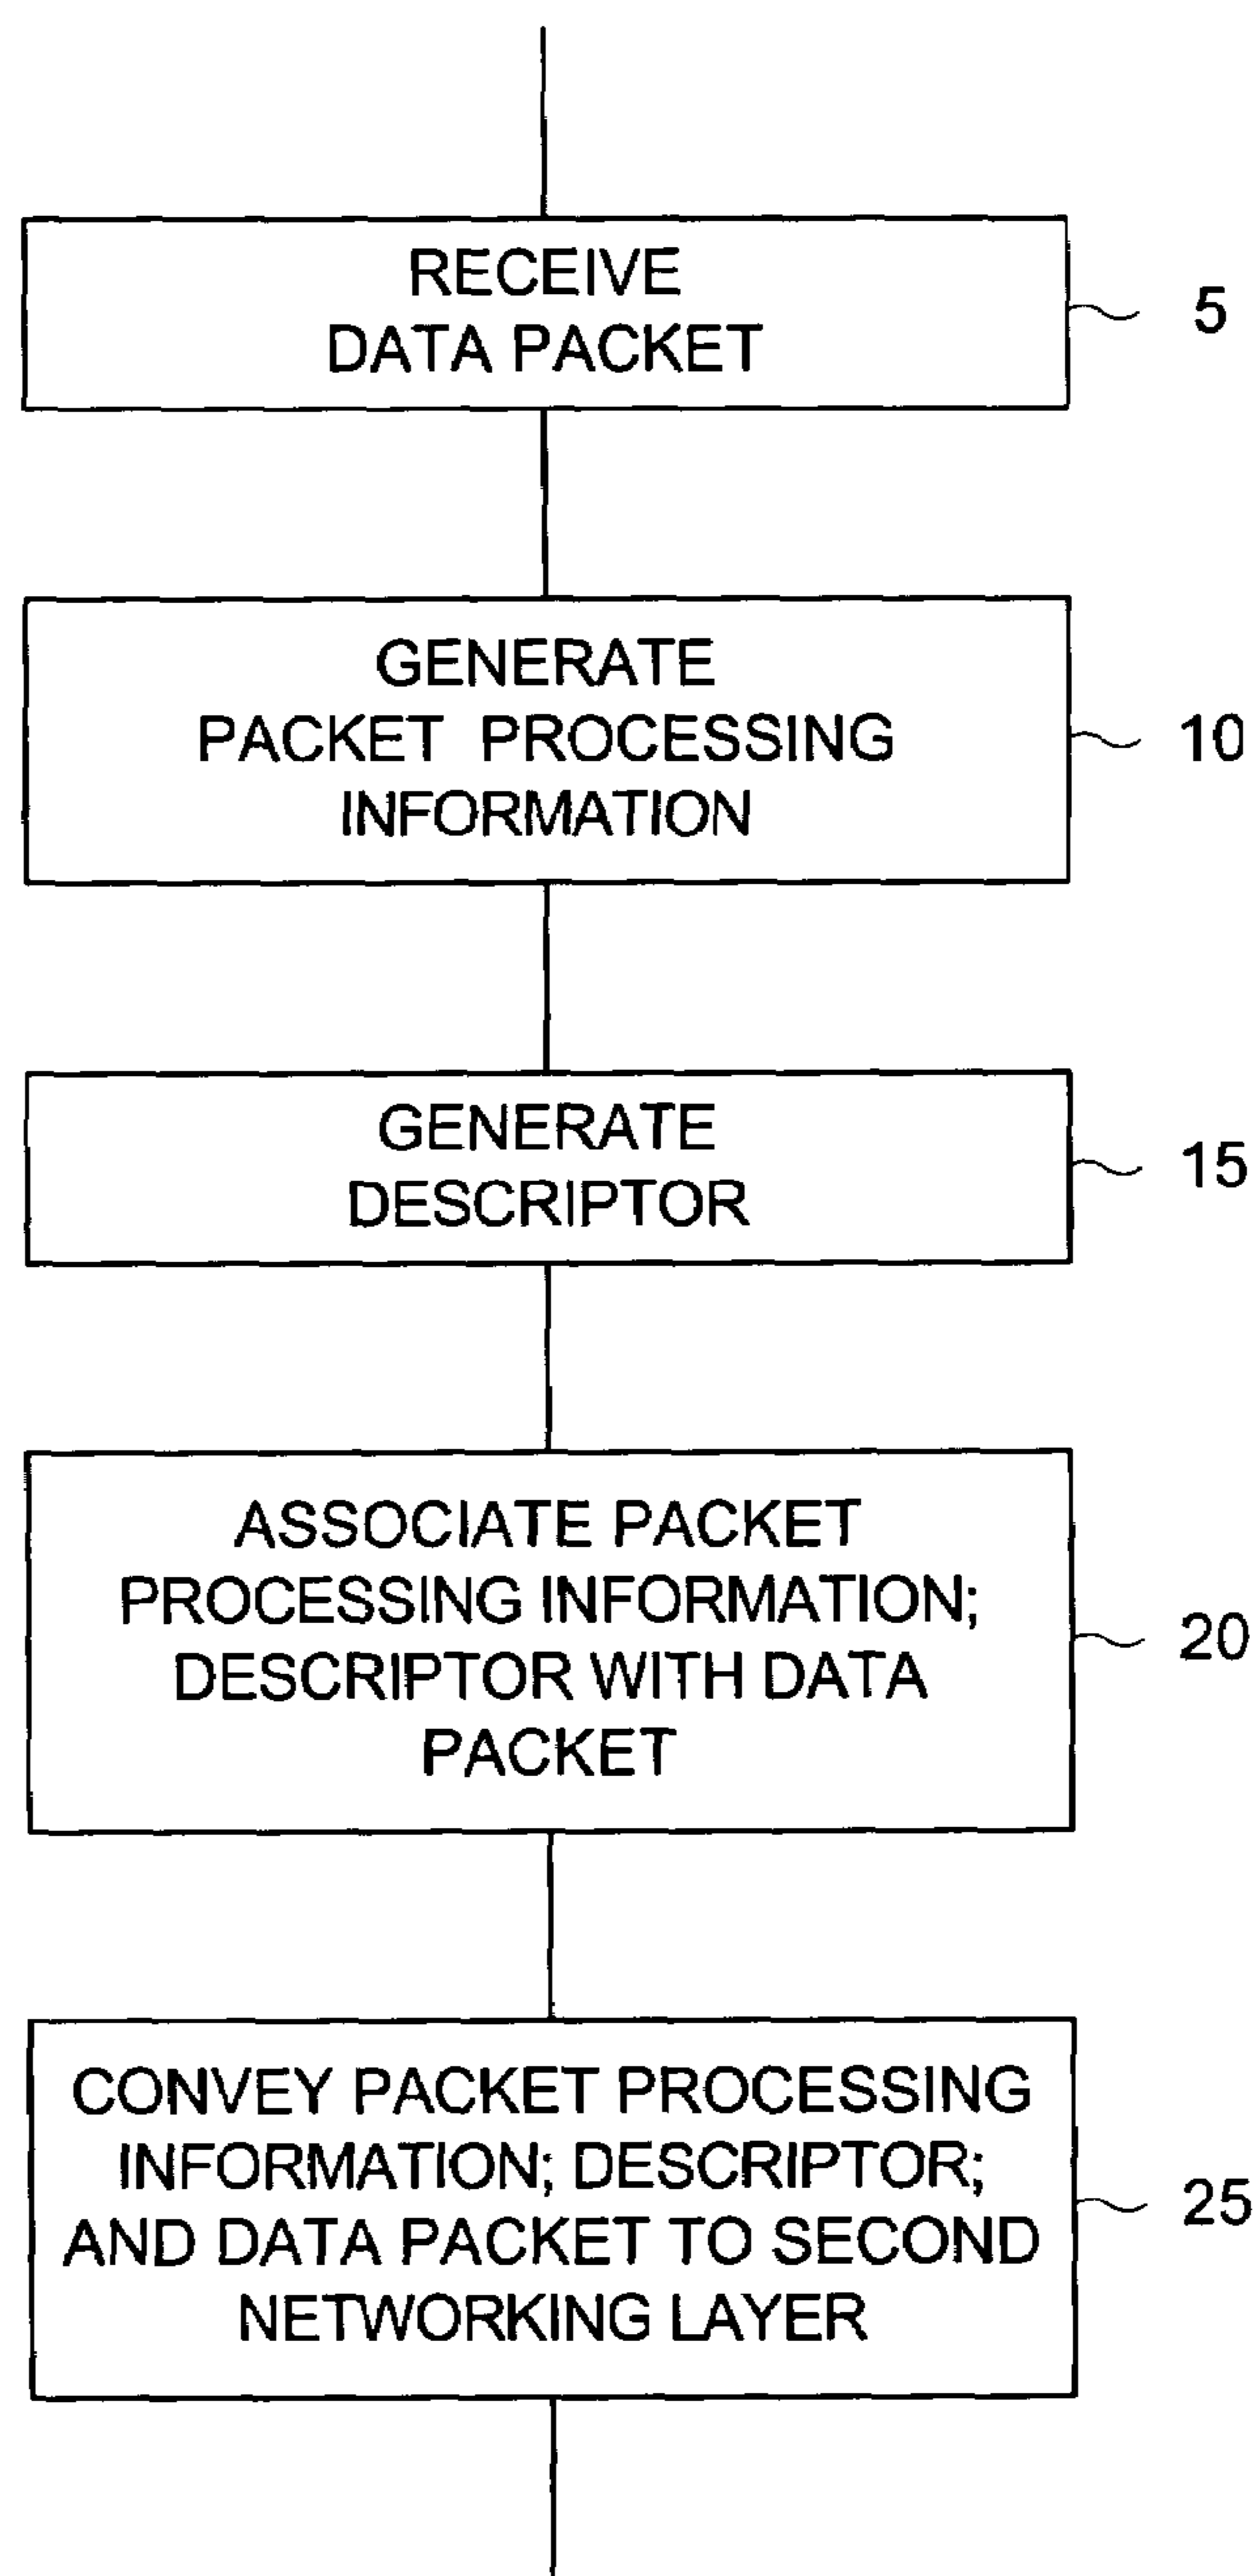 RECEIVE
DATA PACKET
5
GENERATE
PACKET PROCESSING
INFORMATION
10
GENERATE
DESCRIPTOR
15
ASSOCIATE PACKET
PROCESSING INFORMATION;
DESCRIPTOR WITH DATA
PACKET
20
CONVEY PACKET PROCESSING
INFORMATION; DESCRIPTOR;
AND DATA PACKET TO SECOND
NETWORKING LAYER
25